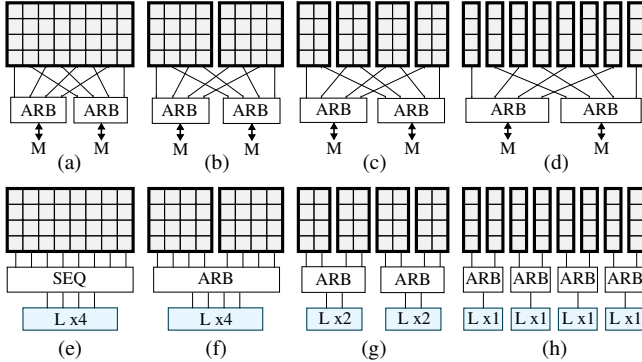 ARB ARB ARB ARB ARB ARB ARB ARB
M M M M M M M M
(a) (b) (c) (d)
SEQ ARB ARB ARB ARB ARB ARB ARB
L x4 L x4 L x2 L x2 L x1 L x1 L x1 L x1
(e) (f) (g) (h)